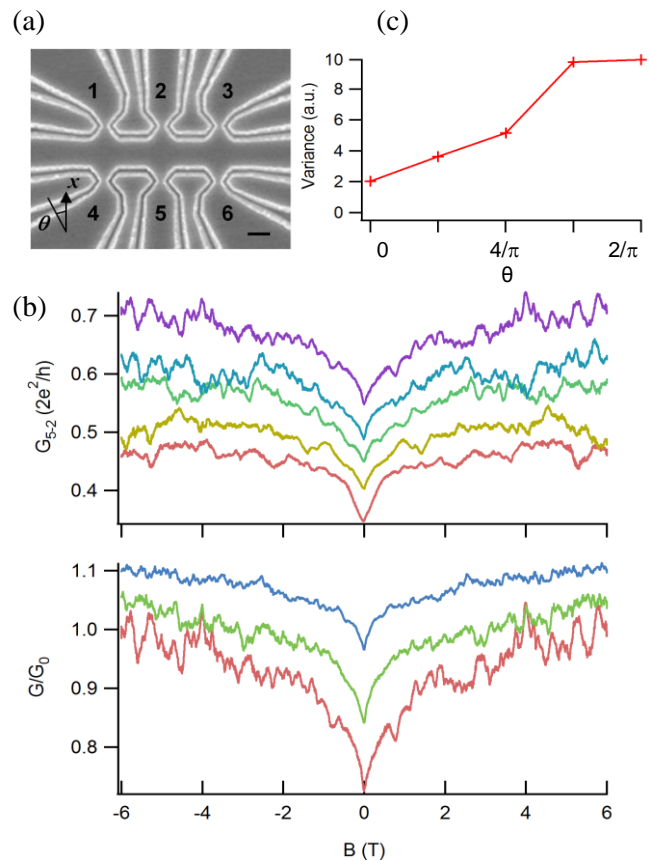 (a)
1 2 3
x
θ
4 5 6
(c)
10
8
6
4
2
0
Variance (a.u.)
0 4/π 2/π
θ
(b)
0.7
0.6
0.5
0.4
G5-2 (2e²/h)
1.1
1.0
0.9
0.8
G/G0
-6 -4 -2 0 2 4 6
B (T)